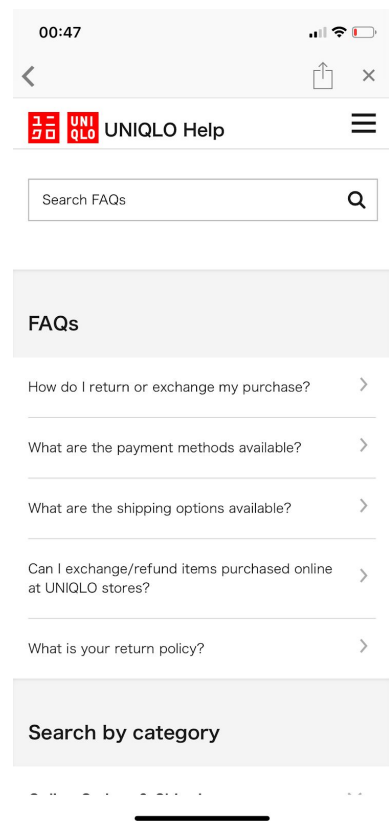 00:47
ユニ
クロ
UNI
QLO
UNIQLO Help
Search FAQs
FAQs
How do I return or exchange my purchase?
What are the payment methods available?
What are the shipping options available?
Can I exchange/refund items purchased online
at UNIQLO stores?
What is your return policy?
Search by category